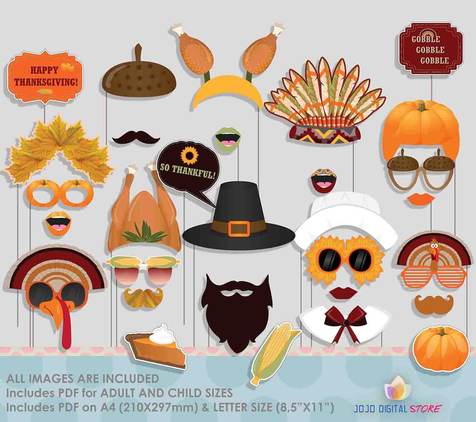 HAPPY
THANKSGIVING!
GOBBLE
GOBBLE
GOBBLE
SO THANKFUL!
ALL IMAGES ARE INCLUDED
Includes PDF for ADULT AND CHILD SIZES
Includes PDF on A4 (210X297mm) & LETTER SIZE (8,5"X11")
JOJO DIGITAL STORE